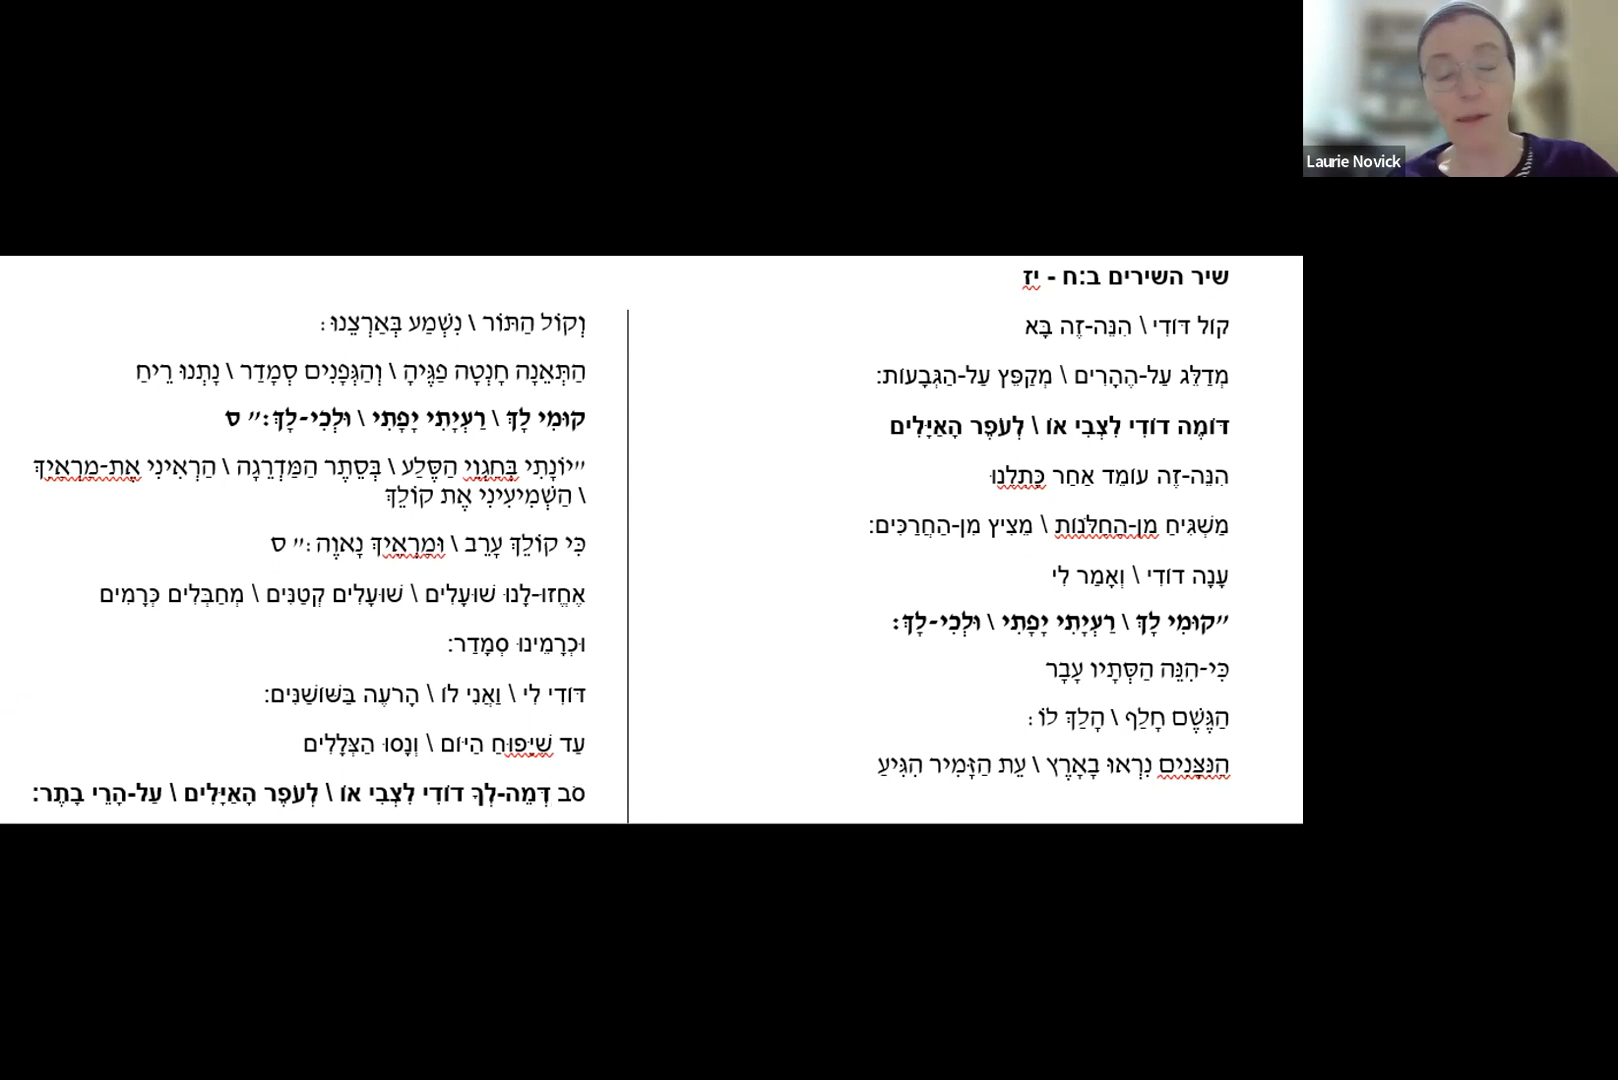 Laurie Novick
שיר השירים ב:ח - יז
קוֹל דּוֹדִי \ הִנֵּה-זֶה בָּא
מְדַלֵּג עַל-הֶהָרִים \ מְקַפֵּץ עַל-הַגְּבָעוֹת:
דּוֹמֶה דוֹדִי לִצְבִי אוֹ \ לְעֹפֶר הָאַיָּלִים
הִנֵּה-זֶה עוֹמֵד אַחַר כָּתְלֵנוּ
מַשְׁגִּיחַ מִן-הַחַלֹּנוֹת \ מֵצִיץ מִן-הַחֲרַכִּים:
עָנָה דוֹדִי \ וְאָמַר לִי
"קוּמִי לָךְ \ רַעְיָתִי יָפָתִי \ וּלְכִי-לָךְ:
כִּי-הִנֵּה הַסְּתָיו עָבָר
הַגֶּשֶׁם חָלַף \ הָלַךְ לוֹ:
הַנִּצָּנִים נִרְאוּ בָאָרֶץ \ עֵת הַזָּמִיר הִגִּיעַ
וְקוֹל הַתּוֹר \ נִשְׁמַע בְּאַרְצֵנוּ:
הַתְּאֵנָה חָנְטָה פַגֶּיהָ \ וְהַגְּפָנִים סְמָדַר \ נָתְנוּ רֵיחַ
קוּמִי לָךְ \ רַעְיָתִי יָפָתִי \ וּלְכִי-לָךְ:" ס
"יוֹנָתִי בְּחַגְוֵי הַסֶּלַע \ בְּסֵתֶר הַמַּדְרֵגָה \ הַרְאִינִי אֶת-מַרְאַיִךְ
\ הַשְׁמִיעִינִי אֶת קוֹלֵךְ
כִּי קוֹלֵךְ עָרֵב \ וּמַרְאֵיךְ נָאוֶה:" ס
אֶחֱזוּ-לָנוּ שׁוּעָלִים \ שׁוּעָלִים קְטַנִּים \ מְחַבְּלִים כְּרָמִים
וּכְרָמֵינוּ סְמָדַר:
דּוֹדִי לִי \ וַאֲנִי לוֹ \ הָרֹעֶה בַּשּׁוֹשַׁנִּים:
עַד שֶׁיָּפוּחַ הַיּוֹם \ וְנָסוּ הַצְּלָלִים
סֹב דְּמֵה-לְךָ דוֹדִי לִצְבִי אוֹ \ לְעֹפֶר הָאַיָּלִים \ עַל-הָרֵי בָתֶר: